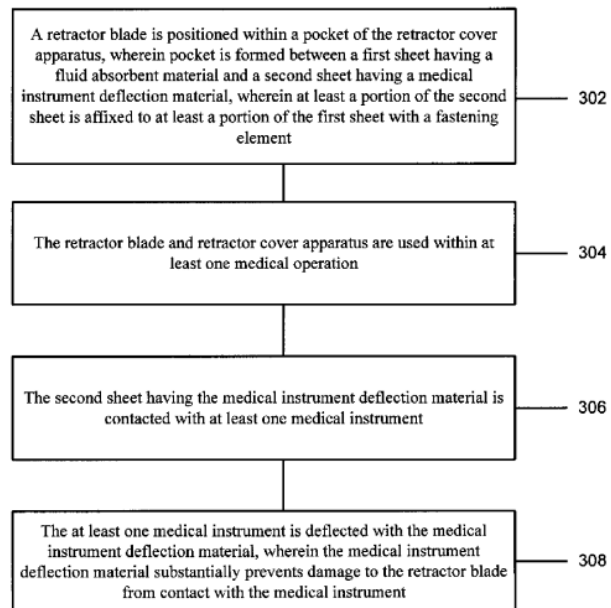 A retractor blade is positioned within a pocket of the retractor cover
apparatus, wherein pocket is formed between a first sheet having a
fluid absorbent material and a second sheet having a medical
instrument deflection material, wherein at least a portion of the second
sheet is affixed to at least a portion of the first sheet with a fastening
element
302
The retractor blade and retractor cover apparatus are used within at
least one medical operation
304
The second sheet having the medical instrument deflection material is
contacted with at least one medical instrument
306
The at least one medical instrument is deflected with the medical
instrument deflection material, wherein the medical instrument
deflection material substantially prevents damage to the retractor blade
from contact with the medical instrument
308